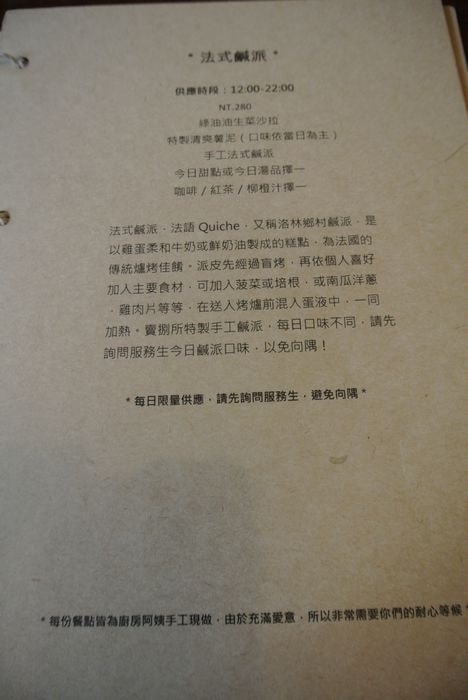 * 法式鹹派 *
供應時段：12:00-22:00
NT.280
綠油油生菜沙拉
特製清爽薯泥（口味依當日為主）
手工法式鹹派
今日甜點或今日湯品擇一
咖啡 / 紅茶 / 柳橙汁擇一
法式鹹派，法語 Quiche，又稱洛林鄉村鹹派，是
以雞蛋柔和牛奶或鮮奶油製成的糕點，為法國的
傳統爐烤佳餚。派皮先經過盲烤，再依個人喜好
加入主要食材，可加入菠菜或培根，或南瓜洋蔥
，雞肉片等等，在送入烤爐前混入蛋液中，一同
加熱。賣捌所特製手工鹹派，每日口味不同，請先
詢問服務生今日鹹派口味，以免向隅！
* 每日限量供應，請先詢問服務生，避免向隅 *
* 每份餐點皆為廚房阿姨手工現做，由於充滿愛意，所以非常需要你們的耐心等候 *